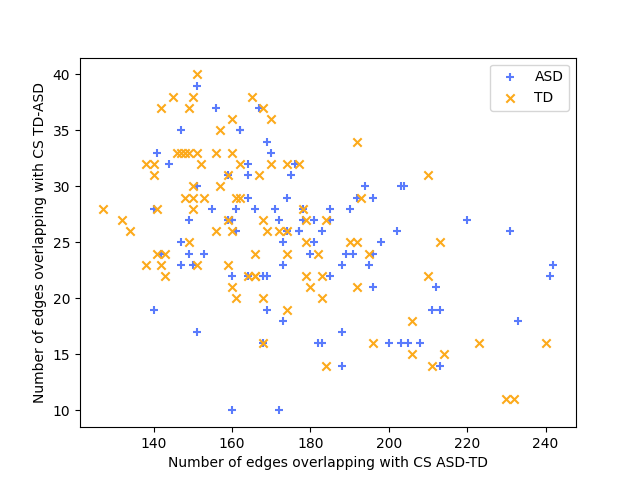 40
35
30
25
20
15
10
Number of edges overlapping with CS TD-ASD
ASD
TD
140 160 180 200 220 240
Number of edges overlapping with CS ASD-TD